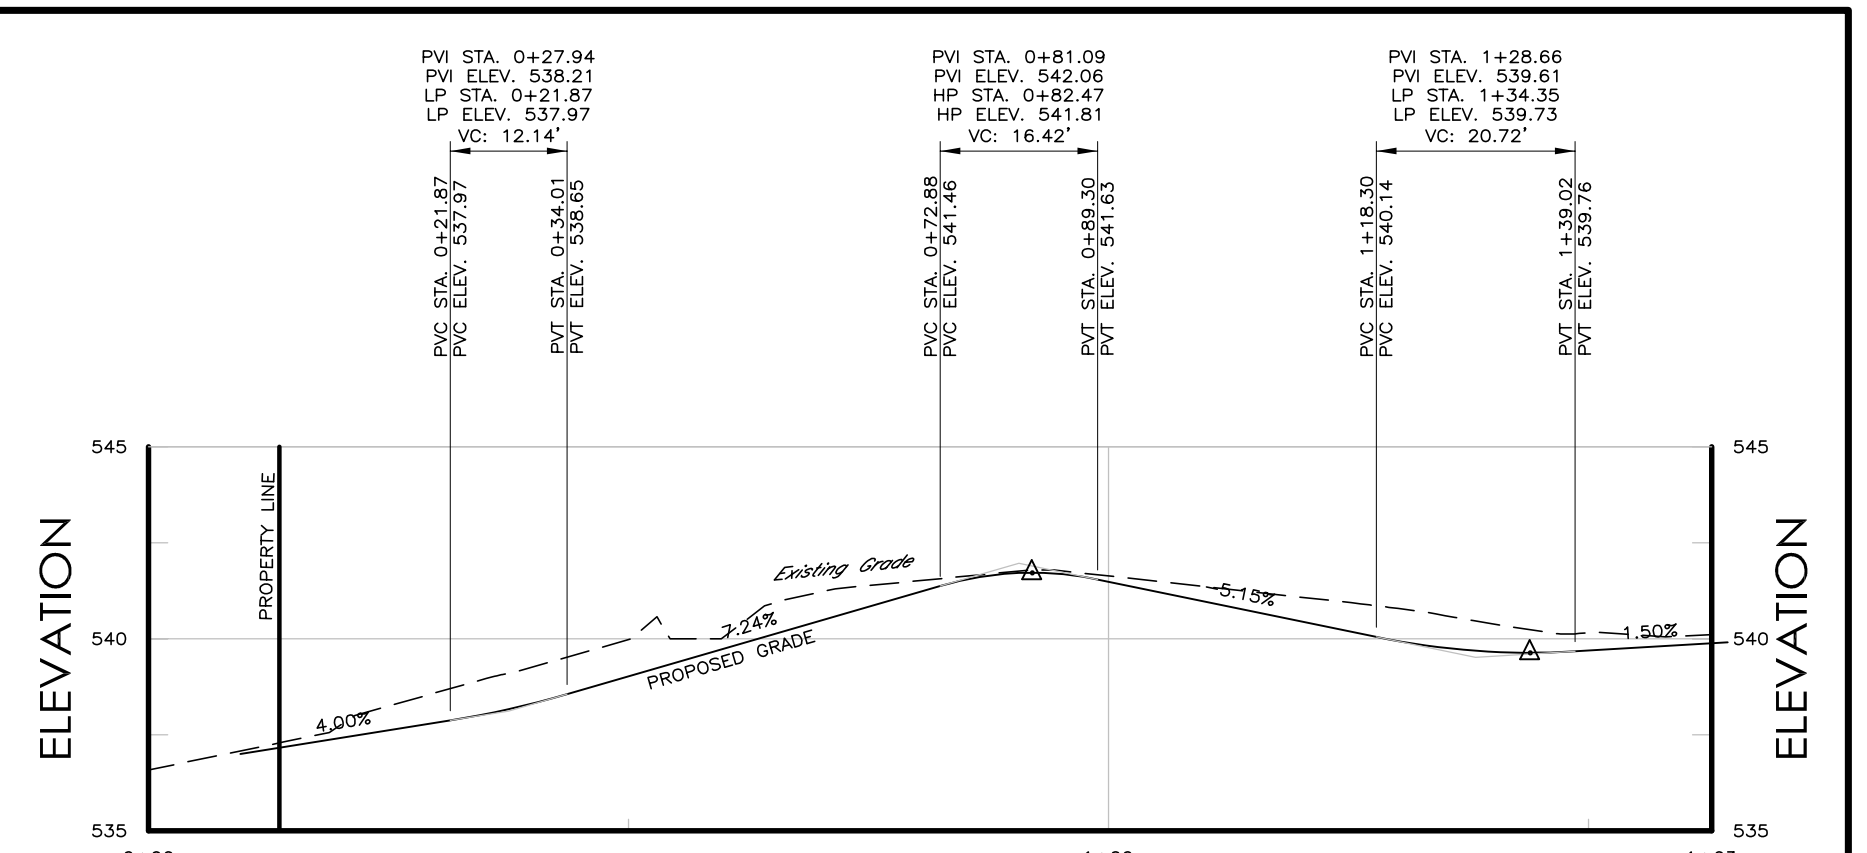 PVI STA. 0+27.94
PVI ELEV. 538.21
LP STA. 0+21.87
LP ELEV. 537.97
VC: 12.14'
PVI STA. 0+81.09
PVI ELEV. 542.06
HP STA. 0+82.47
HP ELEV. 541.81
VC: 16.42'
PVI STA. 1+28.66
PVI ELEV. 539.61
LP STA. 1+34.35
LP ELEV. 539.73
VC: 20.72'
PVC STA. 0+21.87
PVC ELEV. 537.97
PVT STA. 0+34.01
PVT ELEV. 538.65
PVC STA. 0+72.88
PVC ELEV. 541.46
PVT STA. 0+89.30
PVT ELEV. 541.63
PVC STA. 1+18.30
PVC ELEV. 540.14
PVT STA. 1+39.02
PVT ELEV. 539.76
545
545
ELEVATION
PROPERTY LINE
Existing Grade
-5.15%
7.24%
1.50%
540
540
PROPOSED GRADE
4.00%
ELEVATION
535
535